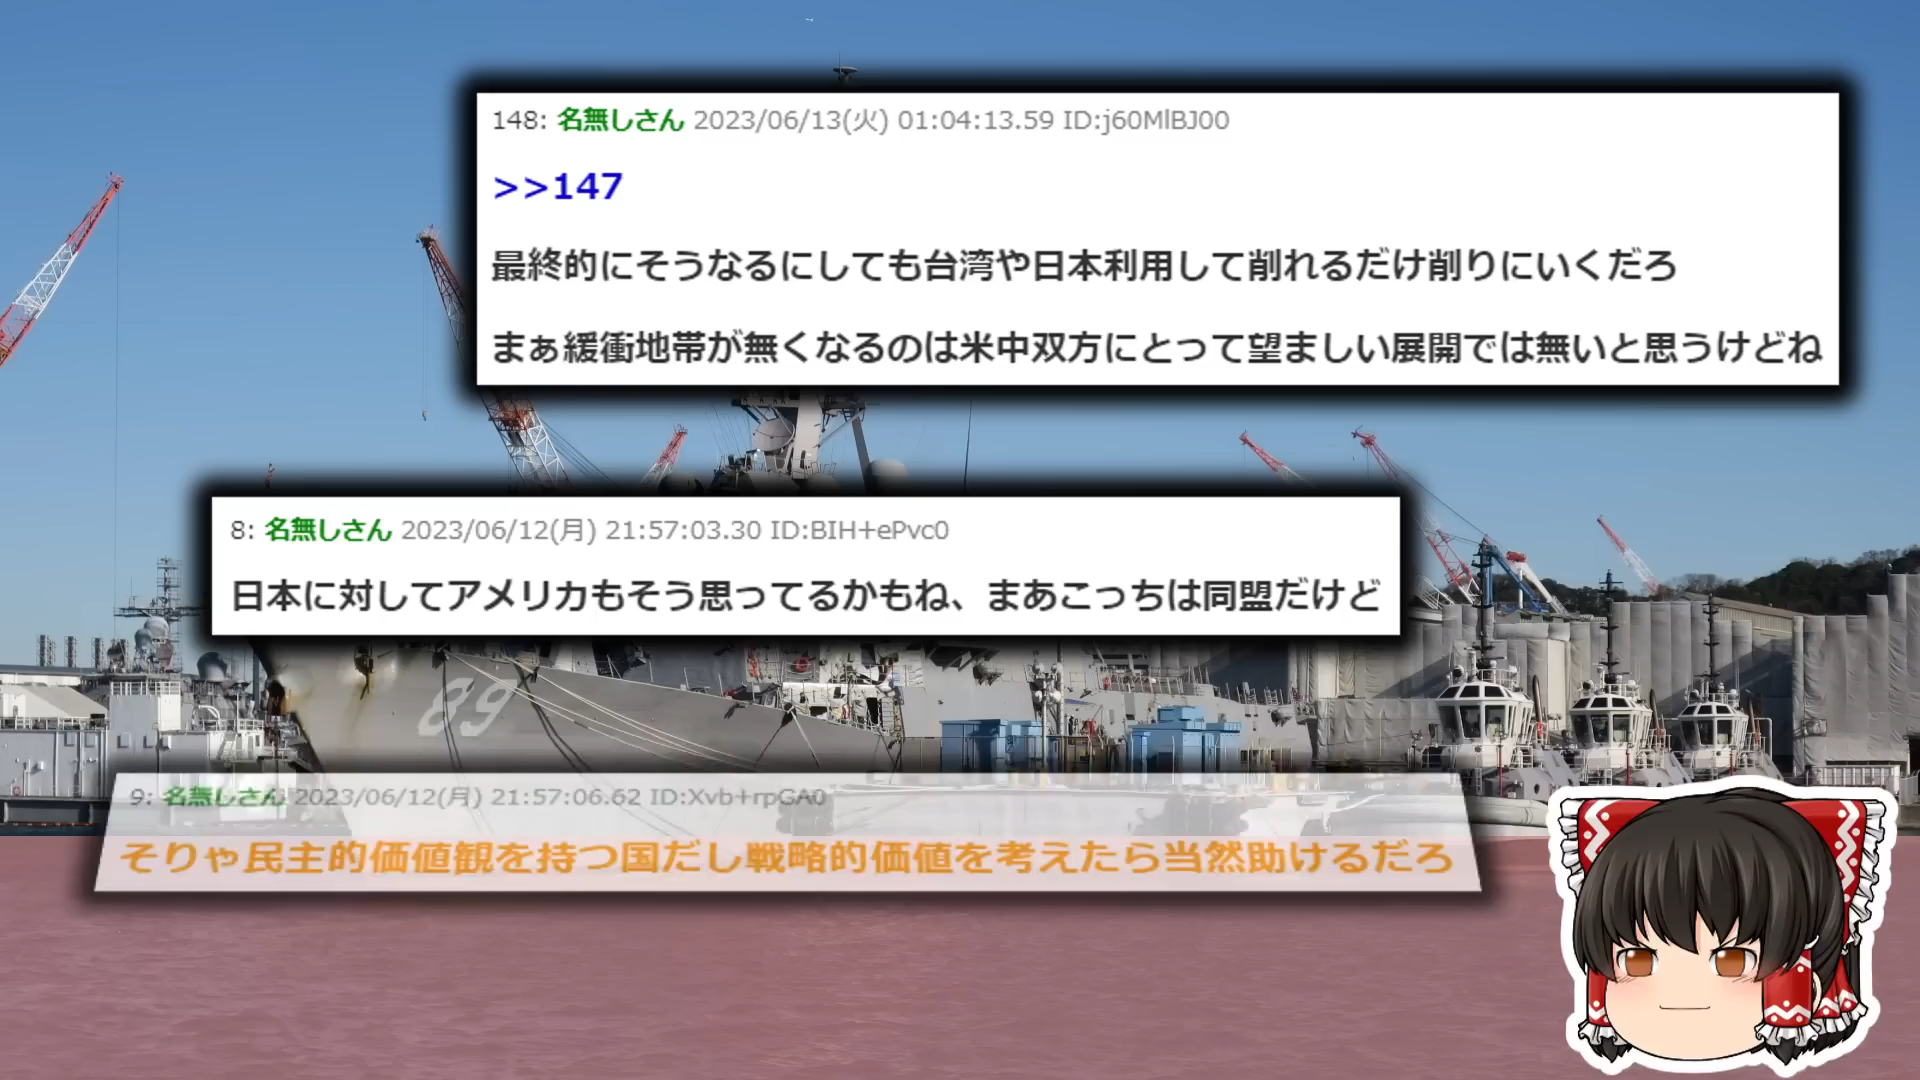 148: 名無しさん 2023/06/13(火) 01:04:13.59 ID:j60MlBJ00
>>147
最終的にそうなるにしても台湾や日本利用して削れるだけ削りにいくだろ
まぁ緩衝地帯が無くなるのは米中双方にとって望ましい展開では無いと思うけどね
8: 名無しさん 2023/06/12(月) 21:57:03.30 ID:BIH+ePvc0
日本に対してアメリカもそう思ってるかもね、まあこっちは同盟だけど
89
9: 名無しさん 2023/06/12(月) 21:57:06.62 ID:Xvb+rpGA0
そりゃ民主的価値観を持つ国だし戦略的価値を考えたら当然助けるだろ